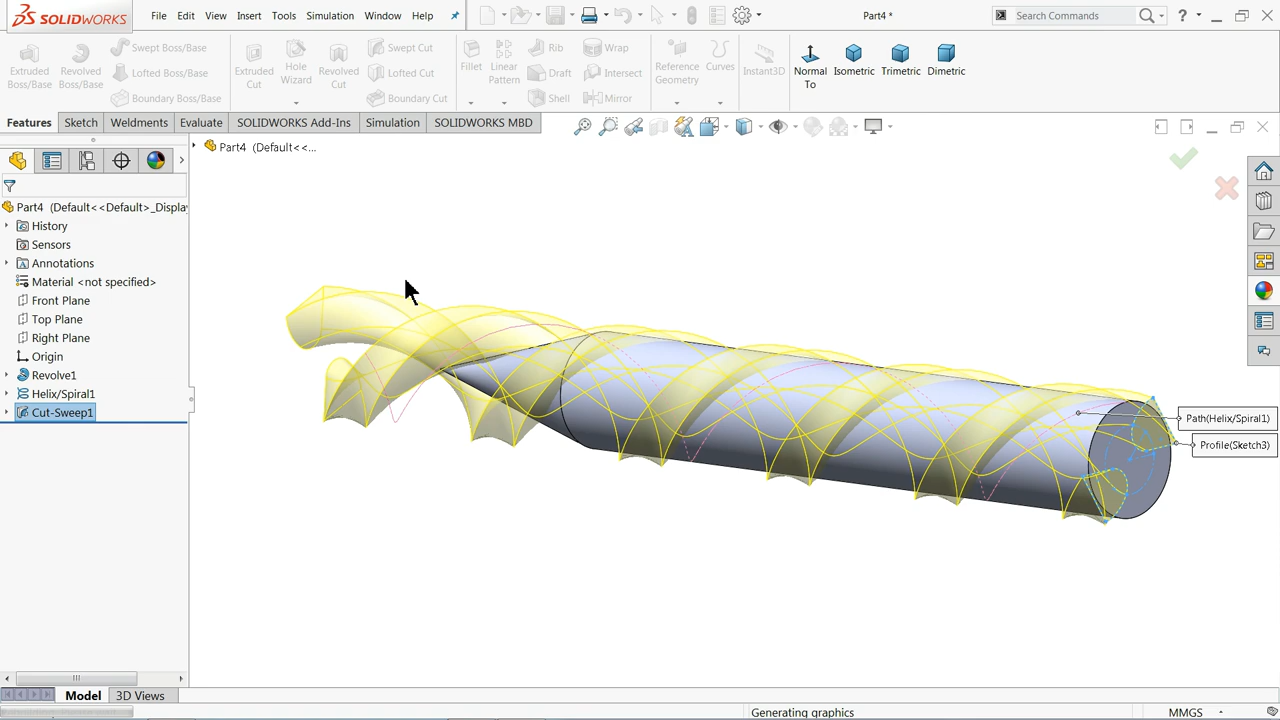 SOLIDWORKS File Edit View Insert Tools Simulation Window Help Part4 * Search Commands ?
Extruded Boss/Base
Revolved Boss/Base
Swept Boss/Base
Lofted Boss/Base
Boundary Boss/Base
Extruded Cut
Hole Wizard
Revolved Cut
Swept Cut
Lofted Cut
Boundary Cut
Fillet
Linear Pattern
Rib
Draft
Shell
Wrap
Intersect
Mirror
Reference Geometry
Curves
Instant3D
Normal To
Isometric
Trimetric
Dimetric
Features Sketch Weldments Evaluate SOLIDWORKS Add-Ins Simulation SOLIDWORKS MBD
Part4 (Default<<...
Part4 (Default<<Default>_Displa
History
Sensors
Annotations
Material <not specified>
Front Plane
Top Plane
Right Plane
Origin
Revolve1
Helix/Spiral1
Cut-Sweep1
Path(Helix/Spiral1)
Profile(Sketch3)
Model 3D Views
Generating graphics MMGS